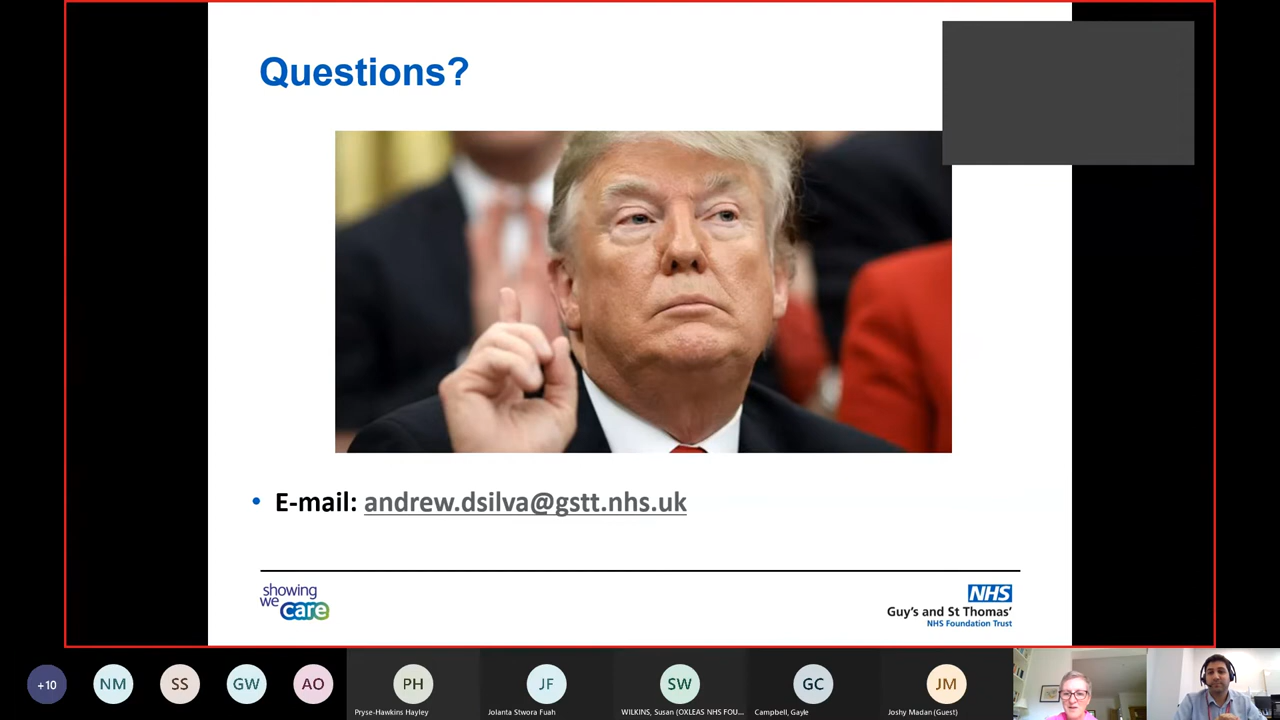 Questions?
• E-mail: andrew.dsilva@gstt.nhs.uk
showing
we care
NHS
Guy's and St Thomas'
NHS Foundation Trust
+10
NM
SS
GW
AO
PH
JF
SW
GC
JM
Pryse-Hawkins Hayley
Jolanta Stwora Fuah
WILKINS, Susan (OXLEAS NHS FOU...
Campbell, Gayle
Joshy Madan (Guest)